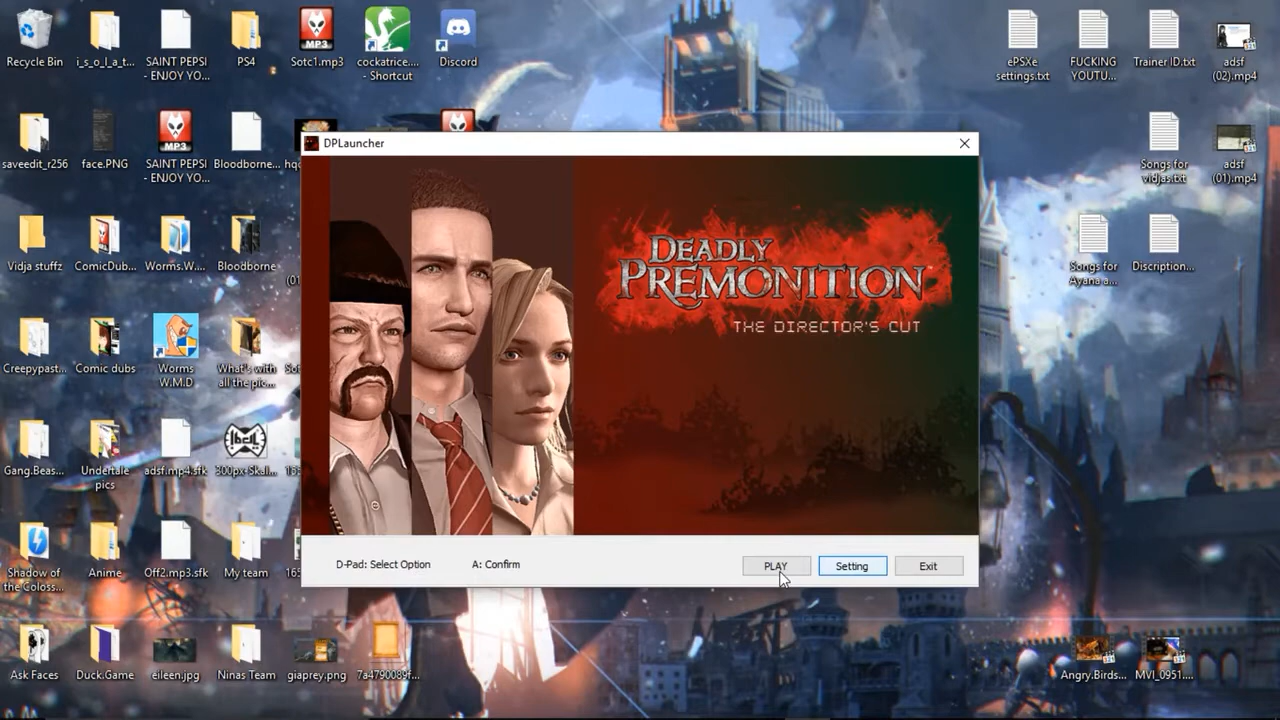 Recycle Bin
i_s_o_l_a_t...
SAINT PEPSI
- ENJOY YO...
PS4
MP3
Sotc1.mp3
cockatrice....
- Shortcut
Discord
ePSXe
settings.txt
FUCKING
YOUTU...
Trainer ID.txt
adsf
(02).mp4
saveedit_r256
face.PNG
MP3
SAINT PEPSI
- ENJOY YO...
Bloodborne...
Songs for
vidjas.txt
adsf
(01).mp4
DPLauncher
DEADLY
PREMONITION
THE DIRECTOR'S CUT
Vidja stuffz
ComicDub...
Worms.W....
Bloodborne
Songs for
Ayana a...
Discription...
Creepypast...
Comic dubs
Worms
W.M.D
What's with
all the pic...
Gang.Beas...
Undertale
pics
adsf.mp4.sfk
300px-Skal...
D-Pad: Select Option
A: Confirm
PLAY
Setting
Exit
Shadow of
the Coloss...
Anime
Off2.mp3.sfk
My team
Ask Faces
Duck.Game
eileen.jpg
Ninas Team
giaprey.png
7a4790089f...
Angry.Birds...
MVI_0951....